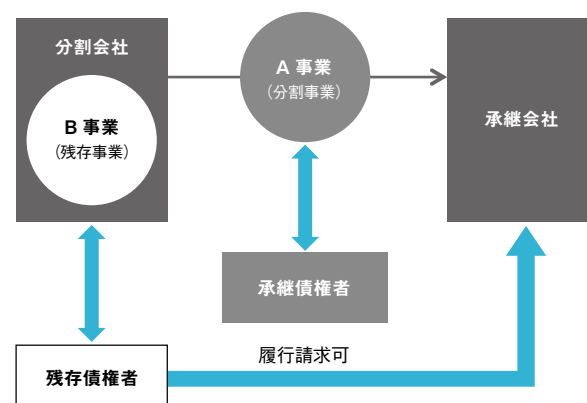 分割会社
B 事業
（残存事業）
A 事業
（分割事業）
承継会社
承継債権者
残存債権者
履行請求可